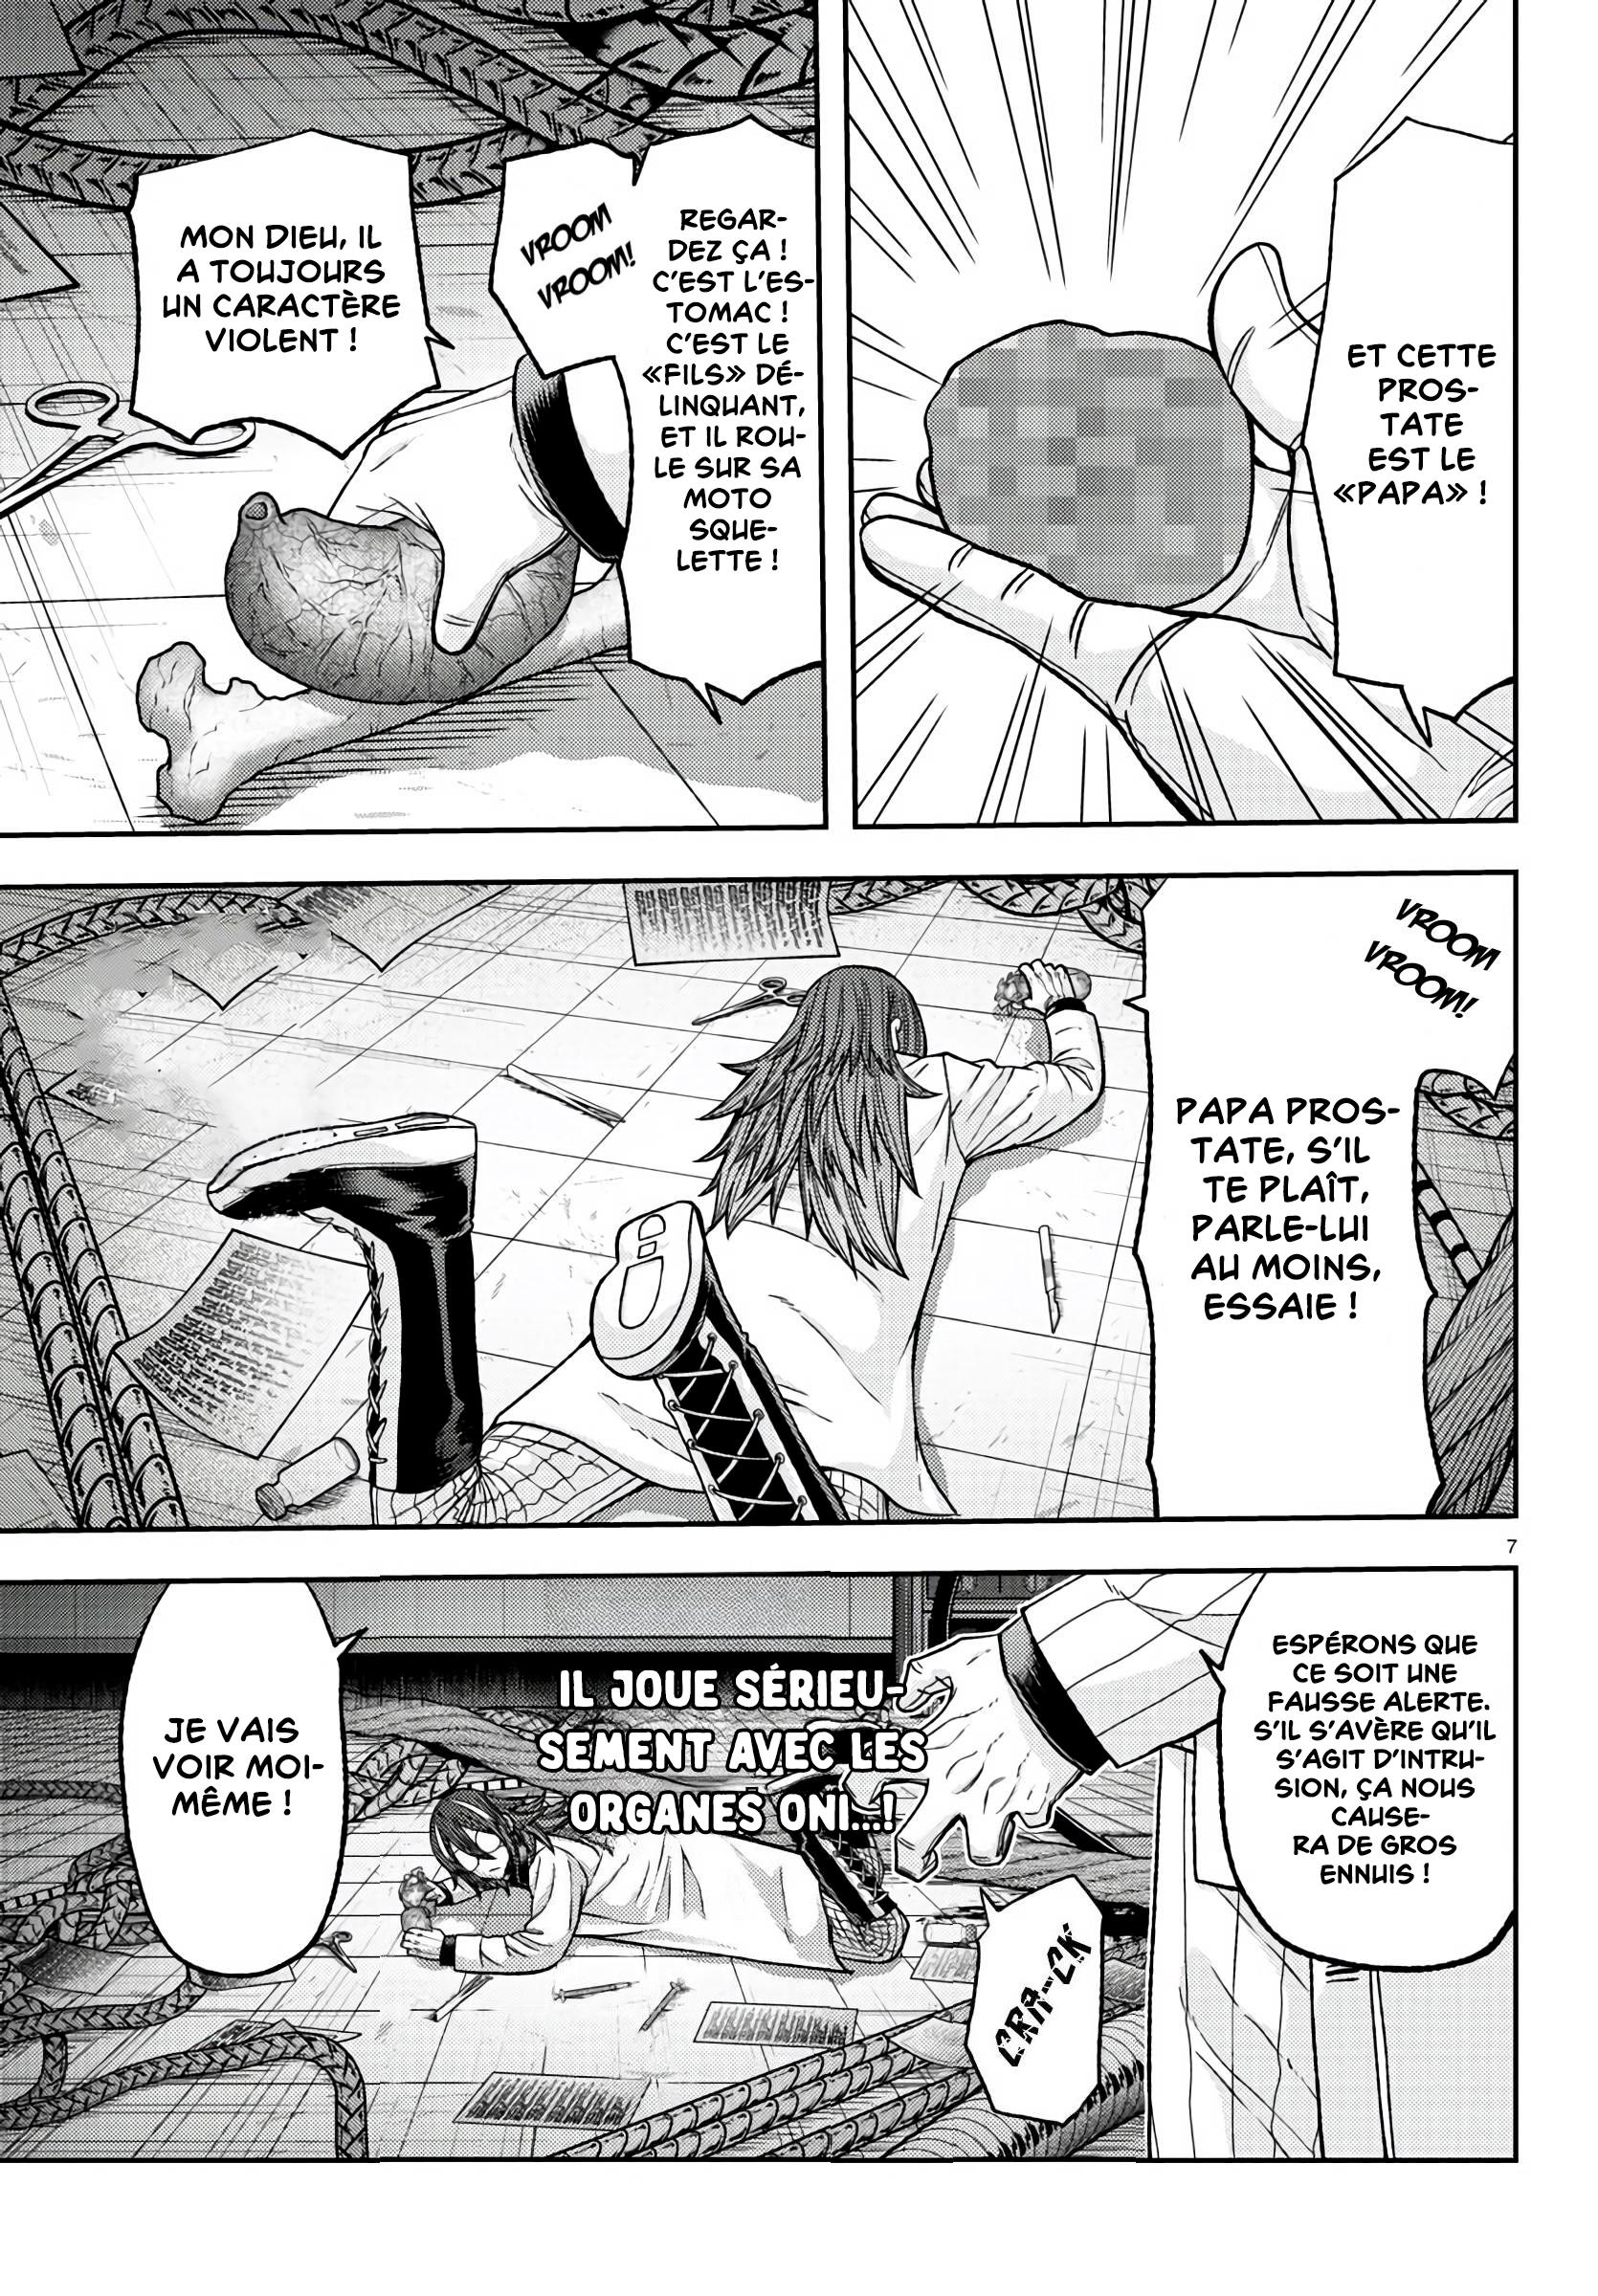 ET CETTE
PROS-
TATE
EST LE
«PAPA» !
REGAR-
DEZ ÇA !
C'EST L'ES-
TOMAC !
C'EST LE
«FILS» DÉ-
LINQUANT,
ET IL ROU-
LE SUR SA
MOTO
SQUE-
LETTE !
VROOM
VROOM!
MON DIEU, IL
A TOUJOURS
UN CARACTÈRE
VIOLENT !
VROOM
VROOM!
PAPA PROS-
TATE, S'IL
TE PLAÎT,
PARLE-LUI
AU MOINS,
ESSAIE !
7
ESPÉRONS QUE
CE SOIT UNE
FAUSSE ALERTE.
S'IL S'AVÈRE QU'IL
S'AGIT D'INTRU-
SION, ÇA NOUS
CAUSE-
RA DE GROS
ENNUIS !
CRA-CK
IL JOUE SÉRIEU-
SEMENT AVEC LES
ORGANES ONI...!
JE VAIS
VOIR MOI-
MÊME !